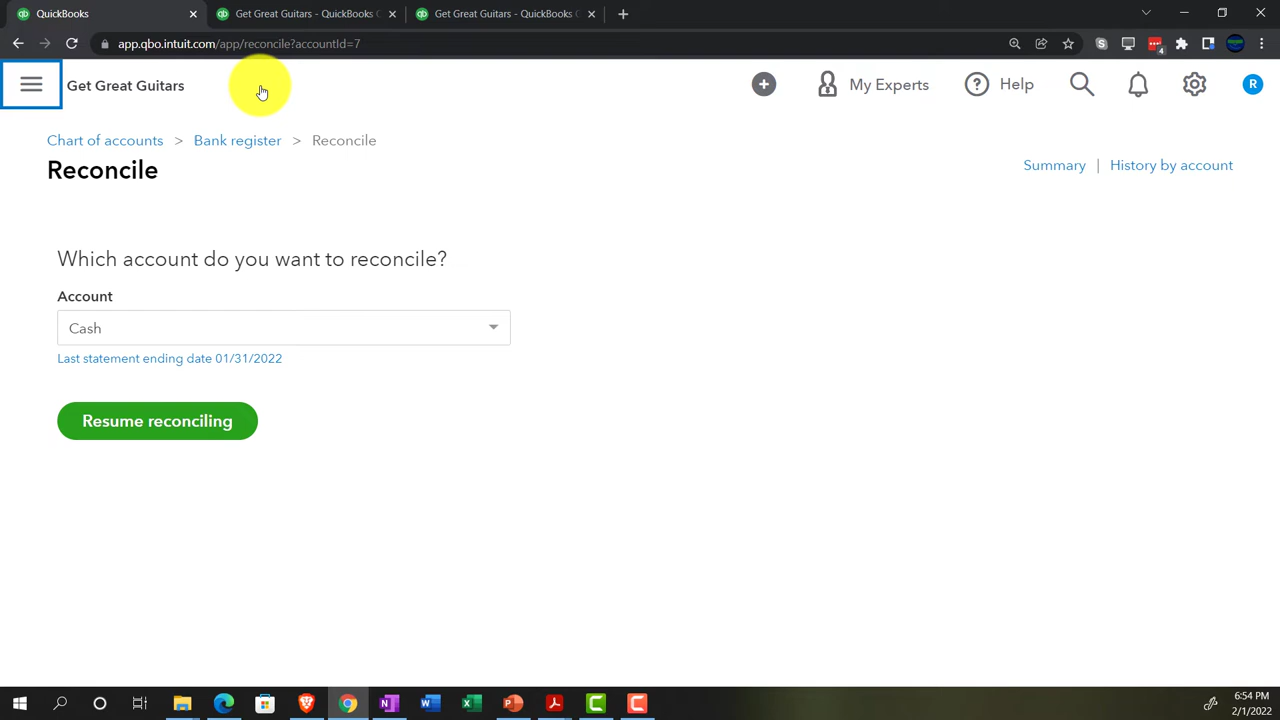 QuickBooks
Get Great Guitars - QuickBooks
Get Great Guitars - QuickBooks
app.qbo.intuit.com/app/reconcile?accountId=7
4
Get Great Guitars
My Experts
Help
R
Chart of accounts > Bank register > Reconcile
Reconcile
Summary | History by account
Which account do you want to reconcile?
Account
Cash
Last statement ending date 01/31/2022
Resume reconciling
6:54 PM
2/1/2022